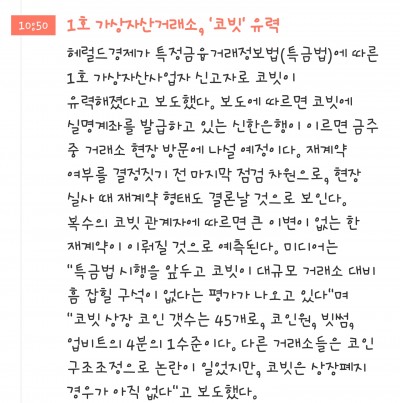 10:50
1호 가상자산거래소, '코빗' 유력
헤럴드경제가 특정금융거래정보법(특금법)에 따른
1호 가상자산사업자 신고자로 코빗이
유력해졌다고 보도했다. 보도에 따르면 코빗에
실명계좌를 발급하고 있는 신한은행이 이르면 금주
중 거래소 현장 방문에 나설 예정이다. 재계약
여부를 결정짓기 전 마지막 점검 차원으로, 현장
실사 때 재계약 형태도 결론날 것으로 보인다.
복수의 코빗 관계자에 따르면 큰 이변이 없는 한
재계약이 이뤄질 것으로 예측된다. 미디어는
"특금법 시행을 앞두고 코빗이 대규모 거래소 대비
흠 잡힐 구석이 없다는 평가가 나오고 있다"며
"코빗 상장 코인 갯수는 45개로, 코인원, 빗썸,
업비트의 4분의 1수준이다. 다른 거래소들은 코인
구조조정으로 논란이 일었지만, 코빗은 상장폐지
경우가 아직 없다"고 보도했다.